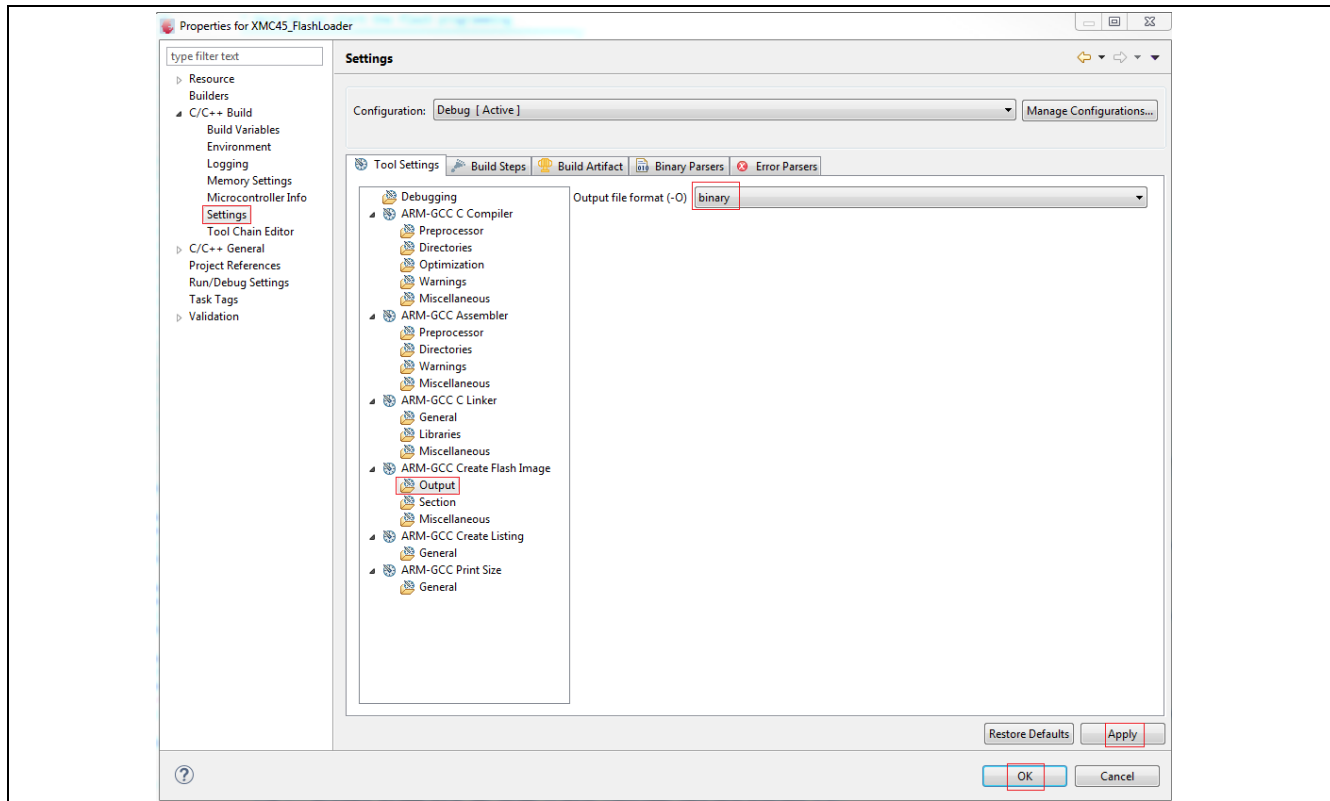 Properties for XMC45_FlashLoader
type filter text
Resource
Builders
C/C++ Build
Build Variables
Environment
Logging
Memory Settings
Microcontroller Info
Settings
Tool Chain Editor
C/C++ General
Project References
Run/Debug Settings
Task Tags
Validation
Settings
Configuration: Debug [ Active ] Manage Configurations...
Tool Settings Build Steps Build Artifact Binary Parsers Error Parsers
Debugging
ARM-GCC C Compiler
Preprocessor
Directories
Optimization
Warnings
Miscellaneous
ARM-GCC Assembler
Preprocessor
Directories
Warnings
Miscellaneous
ARM-GCC C Linker
General
Libraries
Miscellaneous
ARM-GCC Create Flash Image
Output
Section
Miscellaneous
ARM-GCC Create Listing
General
ARM-GCC Print Size
General
Output file format (-O) binary
Restore Defaults Apply
OK Cancel